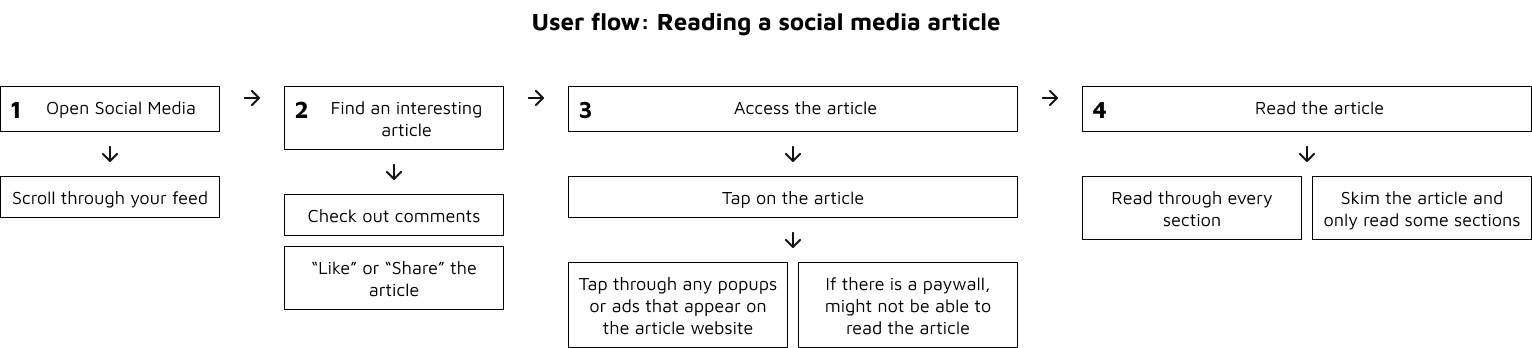 User flow: Reading a social media article
1 Open Social Media
Scroll through your feed
2 Find an interesting
article
Check out comments
“Like” or “Share” the
article
3 Access the article
Tap on the article
Tap through any popups
or ads that appear on
the article website
If there is a paywall,
might not be able to
read the article
4 Read the article
Read through every
section
Skim the article and
only read some sections